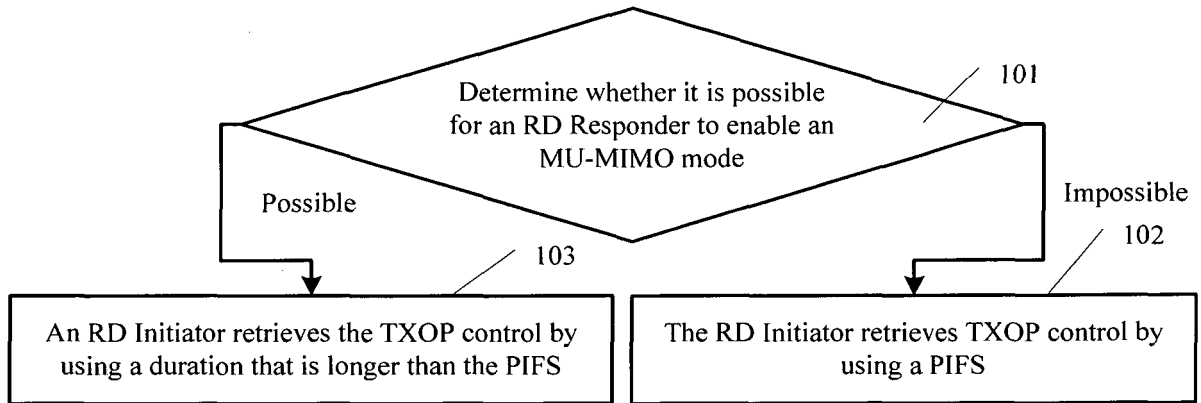 101
Determine whether it is possible
for an RD Responder to enable an
MU-MIMO mode
Possible
Impossible
103
102
An RD Initiator retrieves the TXOP control by
using a duration that is longer than the PIFS
The RD Initiator retrieves TXOP control by
using a PIFS